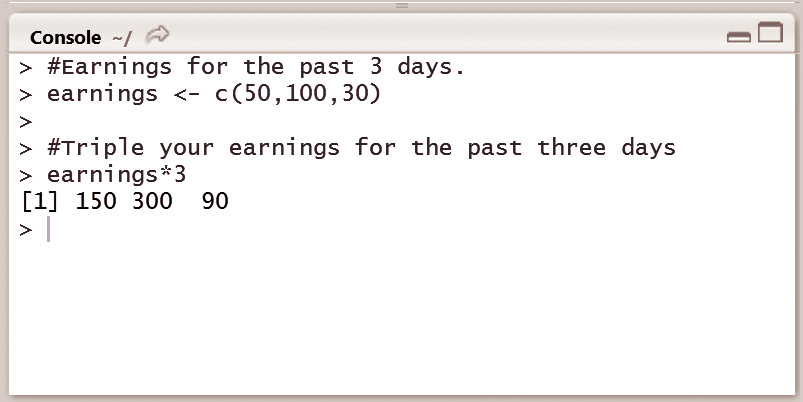 Console ~/
> #Earnings for the past 3 days.
> earnings <- c(50,100,30)
>
> #Triple your earnings for the past three days
> earnings*3
[1] 150 300  90
>